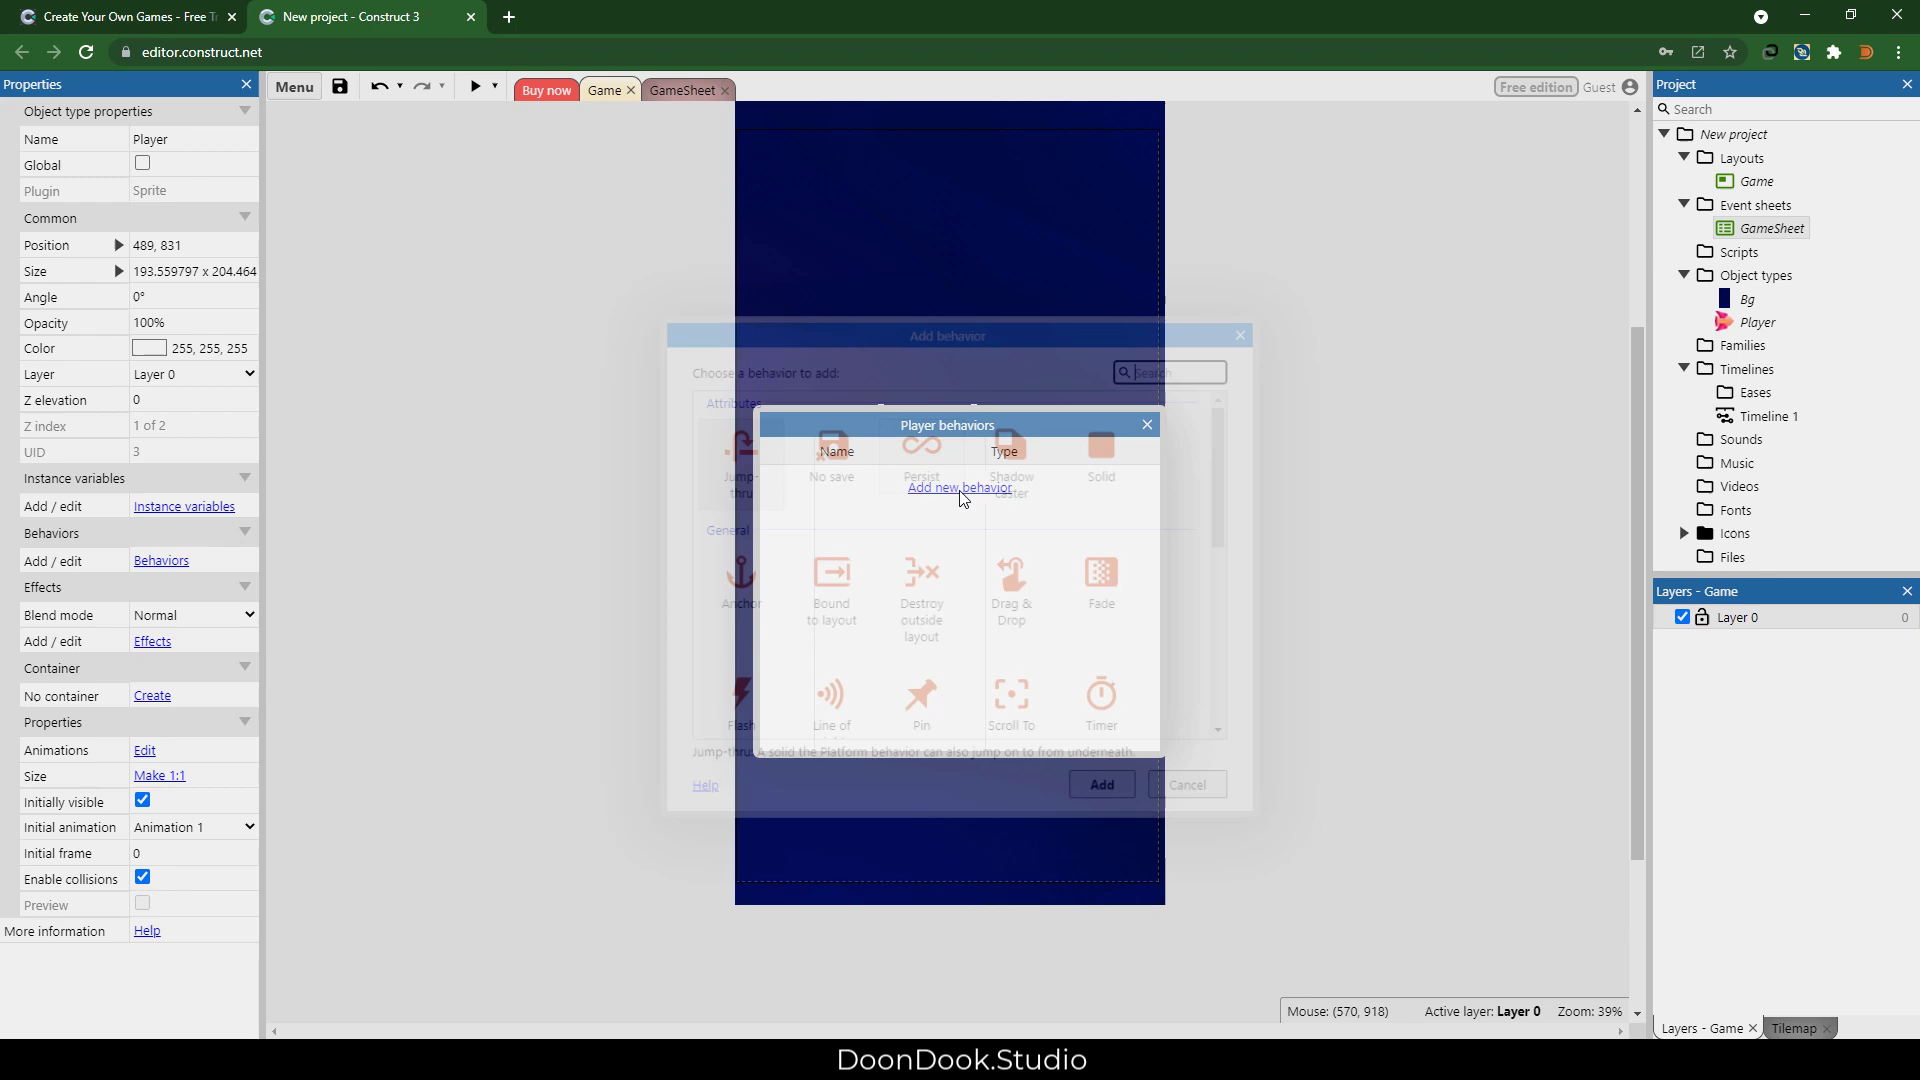 Create Your Own Games - Free Tr
New project - Construct 3
editor.construct.net
Properties
Menu
Buy now
Game
GameSheet
Free edition
Guest
Project
Object type properties
Name Player
Global
Plugin Sprite
Common
Position 489, 831
Size 193.559797 x 204.464
Angle 0°
Opacity 100%
Color 255, 255, 255
Layer Layer 0
Z elevation 0
Z index 1 of 2
UID 3
Instance variables
Add / edit Instance variables
Behaviors
Add / edit Behaviors
Effects
Blend mode Normal
Add / edit Effects
Container
No container Create
Properties
Animations Edit
Size Make 1:1
Initially visible
Initial animation Animation 1
Initial frame 0
Enable collisions
Preview
More information Help
Add behavior
Choose a behavior to add:
Search
Attributes
Player behaviors
Name Type
Jump-thru
No save
Persist
Shadow caster
Solid
Add new behavior
General
Anchor
Bound to layout
Destroy outside layout
Drag & Drop
Fade
Flash
Line of
Pin
Scroll To
Timer
Jump-thru: A solid the Platform behavior can also jump on to from underneath.
Help
Add
Cancel
Mouse: (570, 918) Active layer: Layer 0 Zoom: 39%
Search
New project
Layouts
Game
Event sheets
GameSheet
Scripts
Object types
Bg
Player
Families
Timelines
Eases
Timeline 1
Sounds
Music
Videos
Fonts
Icons
Files
Layers - Game
Layer 0 0
Layers - Game
Tilemap
DoonDook.Studio